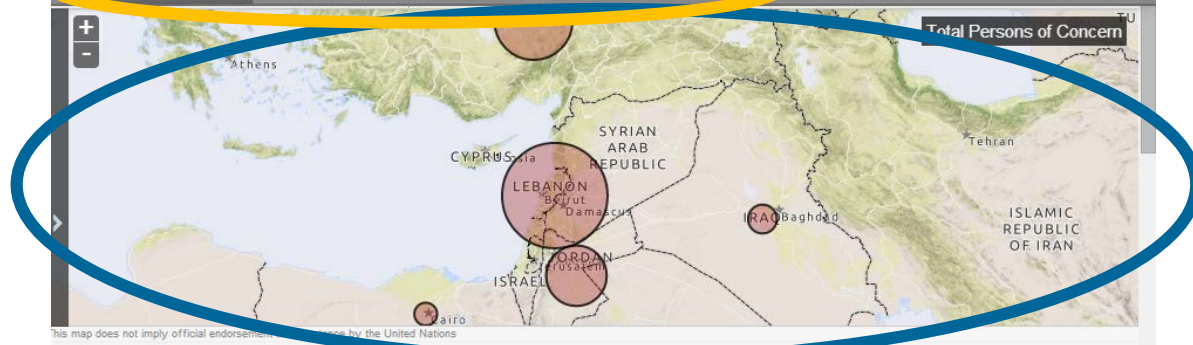 +
Total Persons of Concern
TU
-
Athens
Tehran
SYRIAN
ARAB
REPUBLIC
CYPRUS
LEBANON
Beirut
Damascus
IRAQ Baghdad
ISLAMIC
REPUBLIC
OF IRAN
JORDAN
Jerusalem
ISRAEL
Cairo
This map does not imply official endorsement by the United Nations